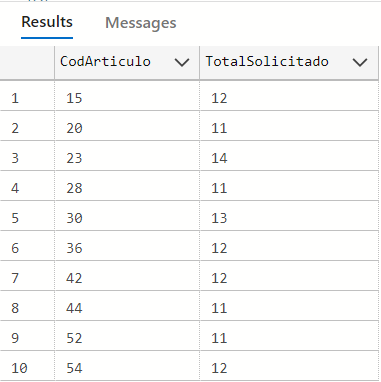 Results Messages
CodArticulo TotalSolicitado
1 15 12
2 20 11
3 23 14
4 28 11
5 30 13
6 36 12
7 42 12
8 44 11
9 52 11
10 54 12